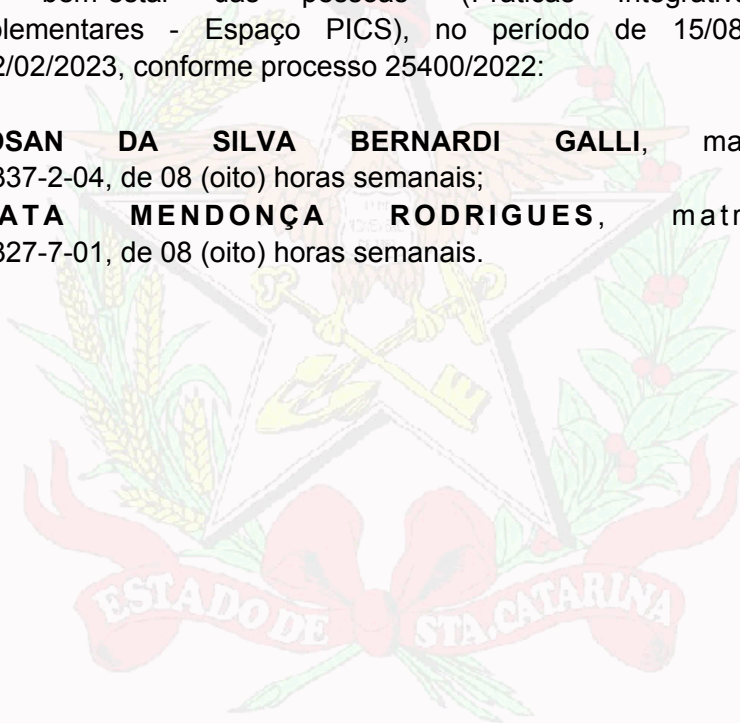 bem-estar das pessoas (Práticas Integrativ
plementares - Espaço PICS), no período de 15/08
2/02/2023, conforme processo 25400/2022:
OSAN DA SILVA BERNARDI GALLI, ma
337-2-04, de 08 (oito) horas semanais;
ATA MENDONÇA RODRIGUES, matr
327-7-01, de 08 (oito) horas semanais.
ESTADO DE STA. CATARINA